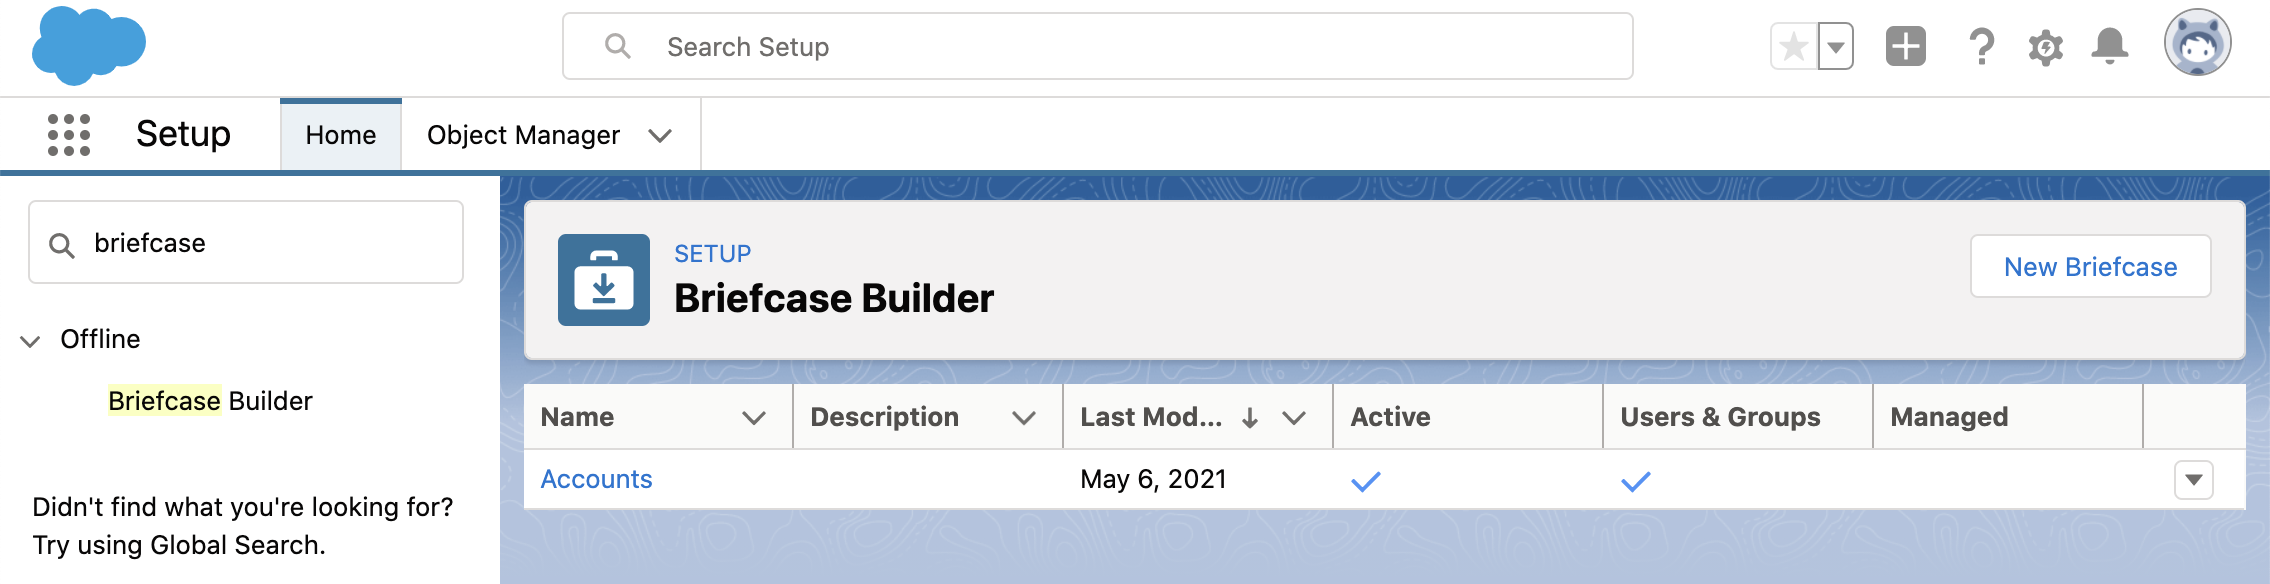 Search Setup
Setup
Home
Object Manager
briefcase
Offline
Briefcase Builder
Didn't find what you're looking for?
Try using Global Search.
SETUP
Briefcase Builder
New Briefcase
Name
Description
Last Mod...
Active
Users & Groups
Managed
Accounts
May 6, 2021